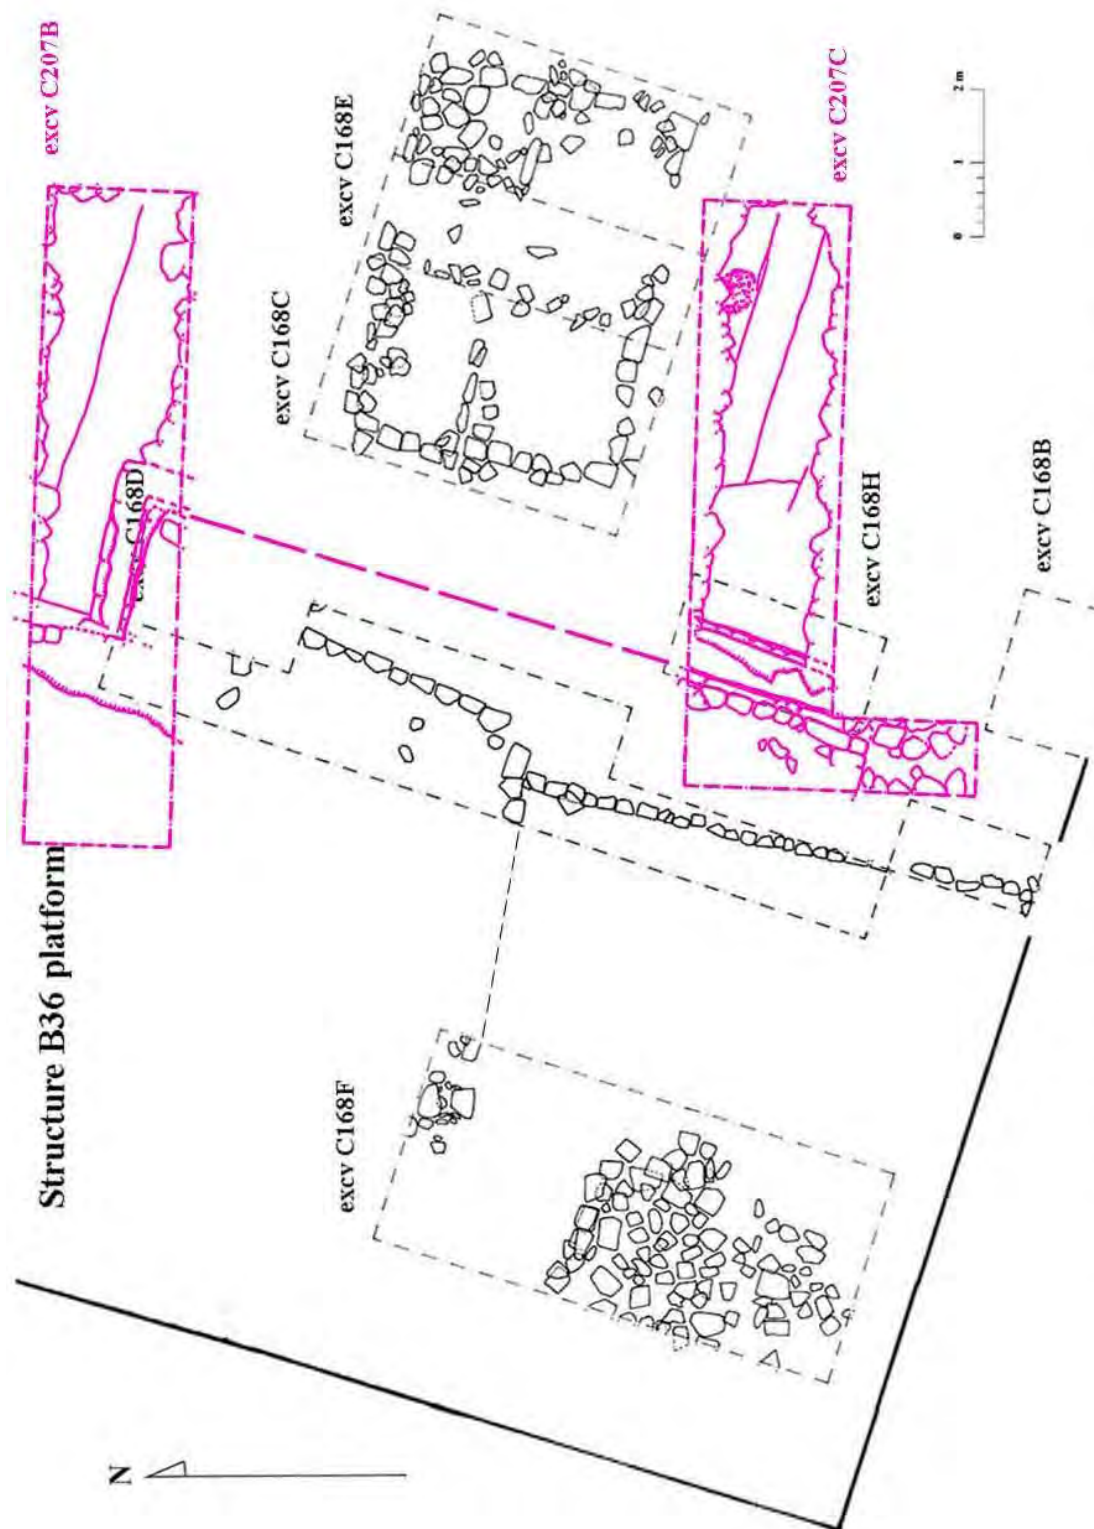 excv C207B
excv C168E
excv C207C
2 m
1
0
excv C168C
excv C168D
excv C168H
excv C168B
Structure B36 platform
excv C168F
N